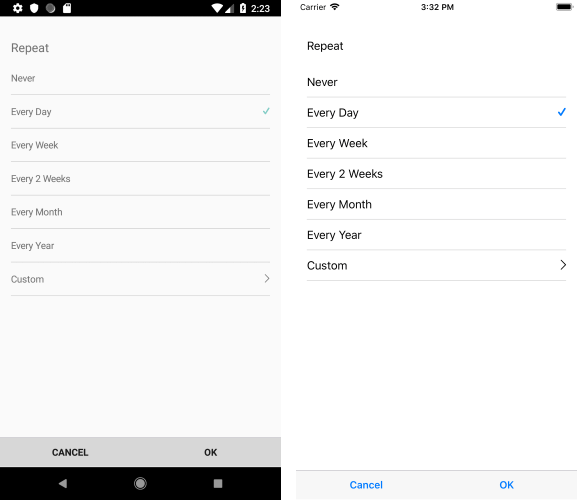 2:23
Repeat
Never
Every Day
Every Week
Every 2 Weeks
Every Month
Every Year
Custom
CANCEL OK
Carrier 3:32 PM
Repeat
Never
Every Day
Every Week
Every 2 Weeks
Every Month
Every Year
Custom
Cancel OK